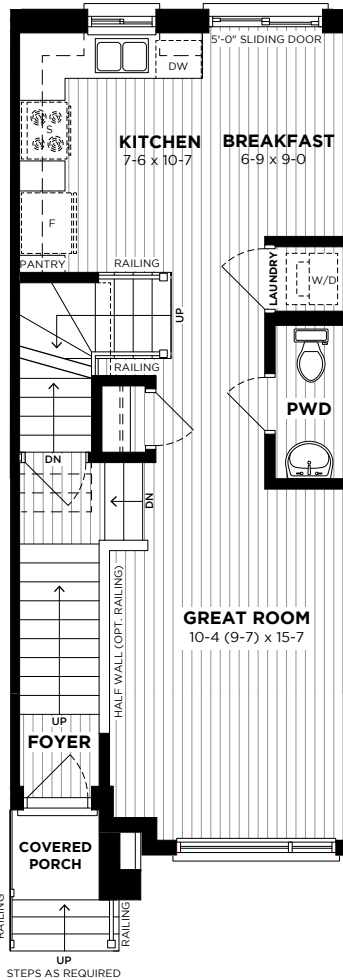 5'-0" SLIDING DOOR
DW
S
KITCHEN
7-6 x 10-7
BREAKFAST
6-9 x 9-0
F
PANTRY
RAILING
LAUNDRY
W/D
UP
RAILING
PWD
DN
DN
HALF WALL (OPT. RAILING)
GREAT ROOM
10-4 (9-7) x 15-7
UP
FOYER
COVERED
PORCH
RAILING
RAILING
UP
STEPS AS REQUIRED